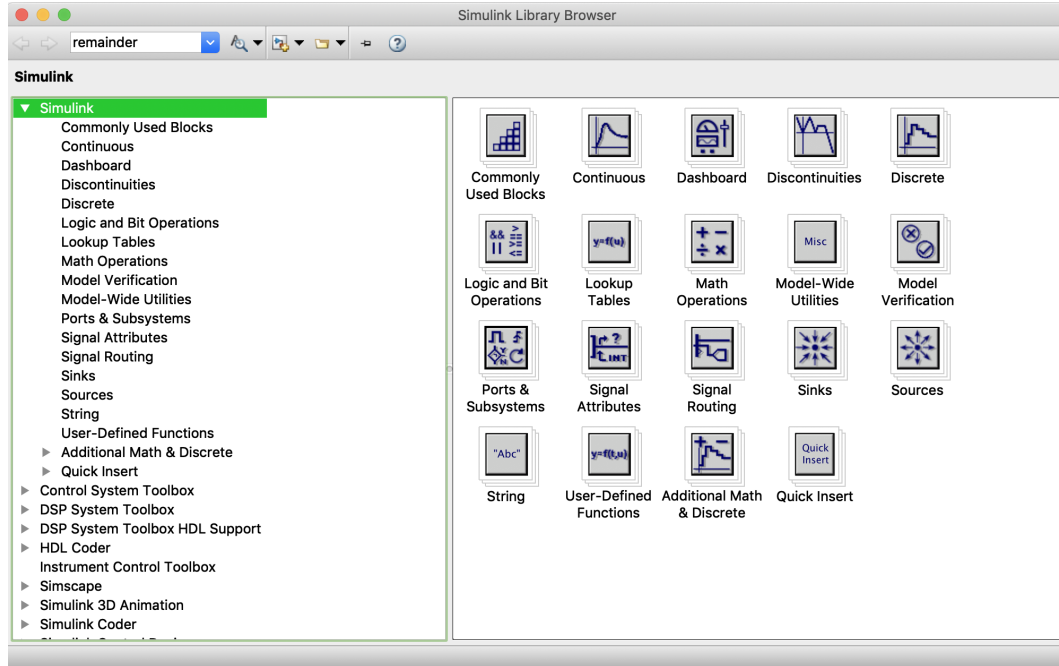 Simulink Library Browser
remainder
Simulink
Simulink
Commonly Used Blocks
Continuous
Dashboard
Discontinuities
Discrete
Logic and Bit Operations
Lookup Tables
Math Operations
Model Verification
Model-Wide Utilities
Ports & Subsystems
Signal Attributes
Signal Routing
Sinks
Sources
String
User-Defined Functions
Additional Math & Discrete
Quick Insert
Control System Toolbox
DSP System Toolbox
DSP System Toolbox HDL Support
HDL Coder
Instrument Control Toolbox
Simscape
Simulink 3D Animation
Simulink Coder
Commonly
Used Blocks
Continuous
Dashboard
Discontinuities
Discrete
&& > == >= <= ||
Logic and Bit
Operations
y=f(u)
Lookup
Tables
+ − ÷ ×
Math
Operations
Misc
Model-Wide
Utilities
Model
Verification
Y N
Ports &
Subsystems
? INT
Signal
Attributes
Signal
Routing
Sinks
Sources
"Abc"
String
y=f(t,u)
User-Defined
Functions
+ −
Additional Math
& Discrete
Quick
Insert
Quick Insert